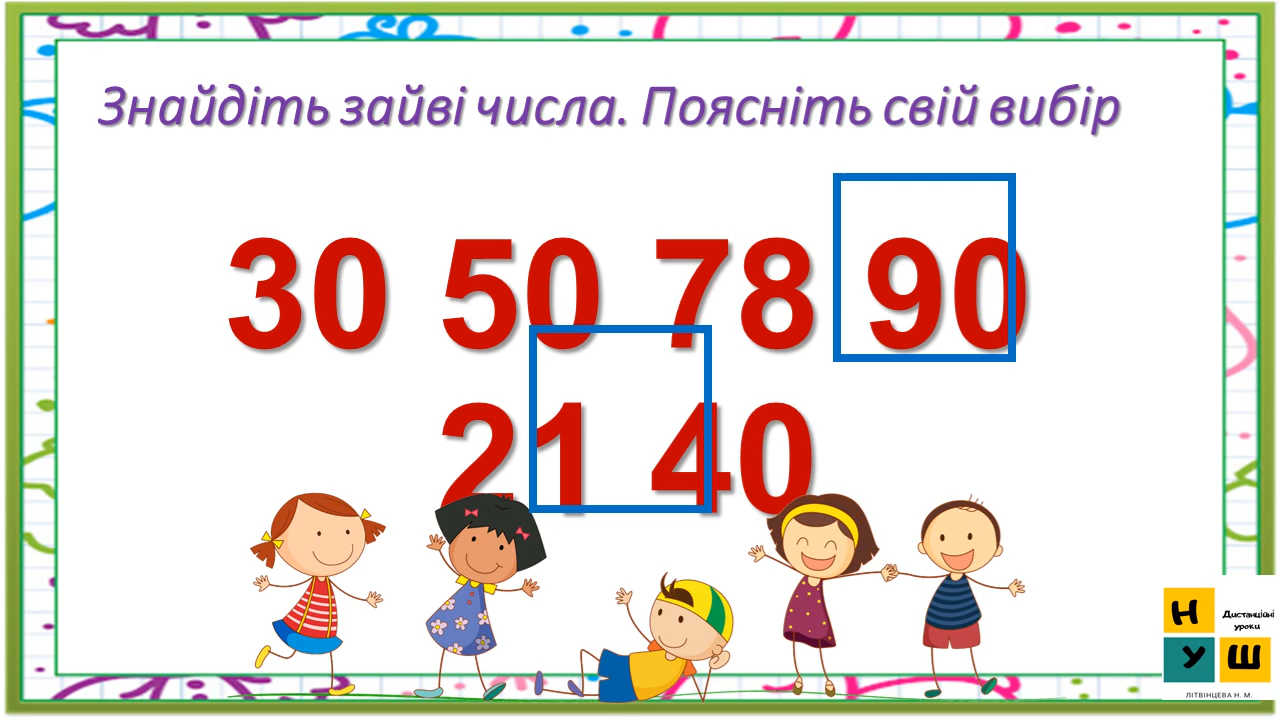 Знайдіть зайві числа. Поясніть свій вибір
30 50 78 90
21 40
Н
Дистанційні
уроки
У Ш
ЛІТВІНЦЕВА Н. М.